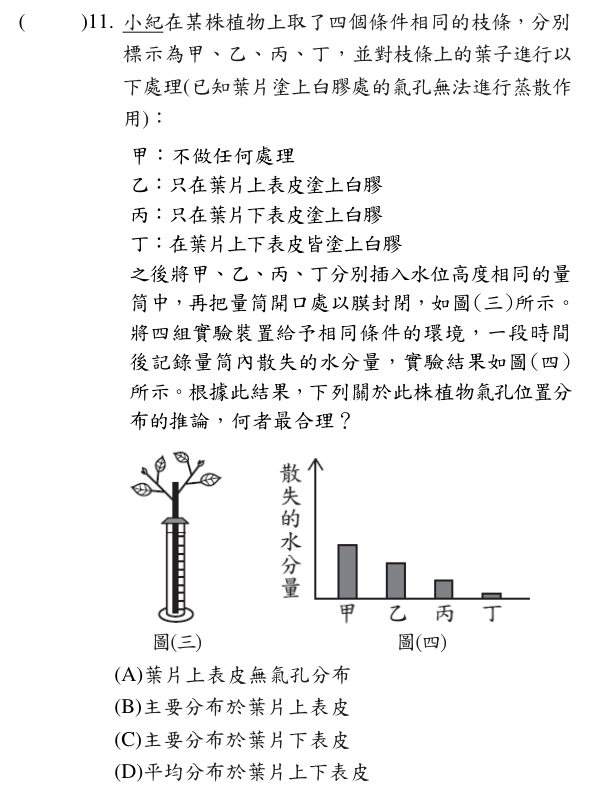 (　　)11. 小紀在某株植物上取了四個條件相同的枝條，分別
標示為甲、乙、丙、丁，並對枝條上的葉子進行以
下處理(已知葉片塗上白膠處的氣孔無法進行蒸散作
用)：
甲：不做任何處理
乙：只在葉片上表皮塗上白膠
丙：只在葉片下表皮塗上白膠
丁：在葉片上下表皮皆塗上白膠
之後將甲、乙、丙、丁分別插入水位高度相同的量
筒中，再把量筒開口處以膜封閉，如圖(三)所示。
將四組實驗裝置給予相同條件的環境，一段時間
後記錄量筒內散失的水分量，實驗結果如圖(四)
所示。根據此結果，下列關於此株植物氣孔位置分
布的推論，何者最合理？
散失的水分量
甲 乙 丙 丁
圖(三)
圖(四)
(A)葉片上表皮無氣孔分布
(B)主要分布於葉片上表皮
(C)主要分布於葉片下表皮
(D)平均分布於葉片上下表皮